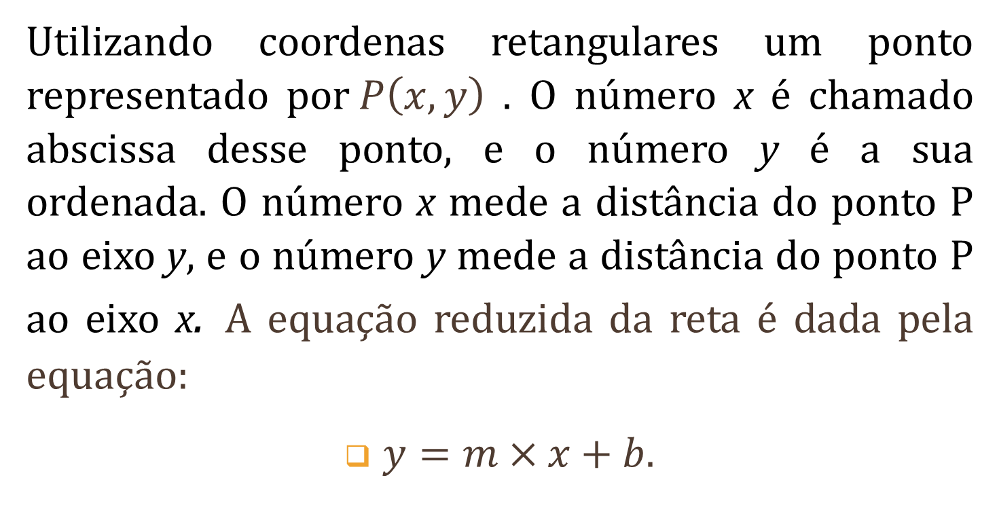 Utilizando coordenas retangulares um ponto
representado por P(x, y) . O número x é chamado
abscissa desse ponto, e o número y é a sua
ordenada. O número x mede a distância do ponto P
ao eixo y, e o número y mede a distância do ponto P
ao eixo x. A equação reduzida da reta é dada pela
equação:
❑ y = m × x + b.